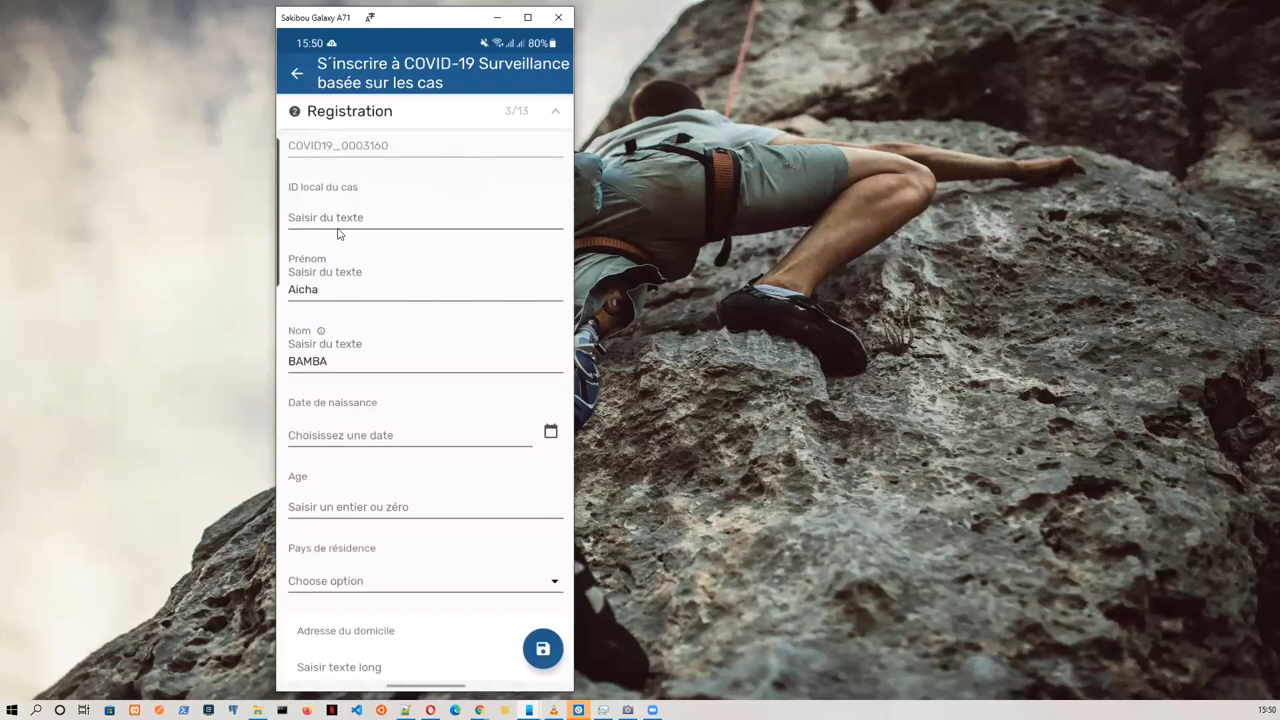 Sakibou Galaxy A71
15:50
80%
S´inscrire à COVID-19 Surveillance
basée sur les cas
2 Registration 3/13
COVID19_0003160
ID local du cas
Saisir du texte
Prénom
Saisir du texte
Aicha
Nom
Saisir du texte
BAMBA
Date de naissance
Choisissez une date
Age
Saisir un entier ou zéro
Pays de résidence
Choose option
Adresse du domicile
Saisir texte long
15:50